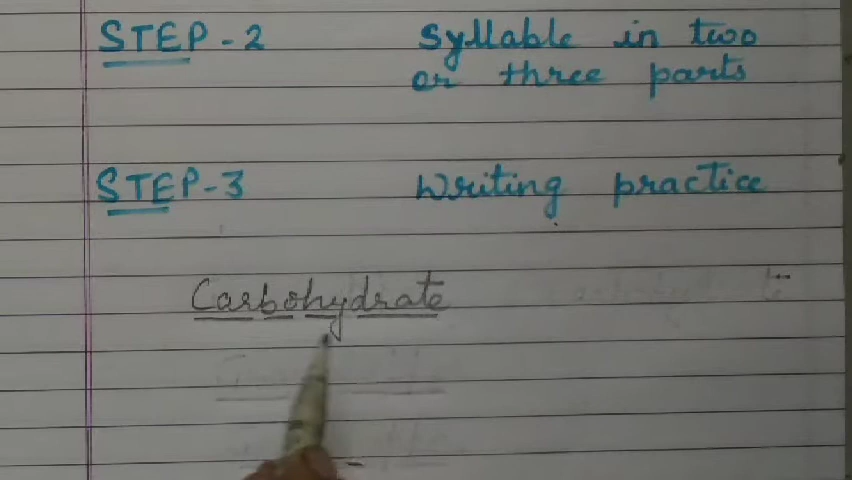 STEP-2 Syllable in two
or three parts
STEP-3 Writing practice
Carbohydrate